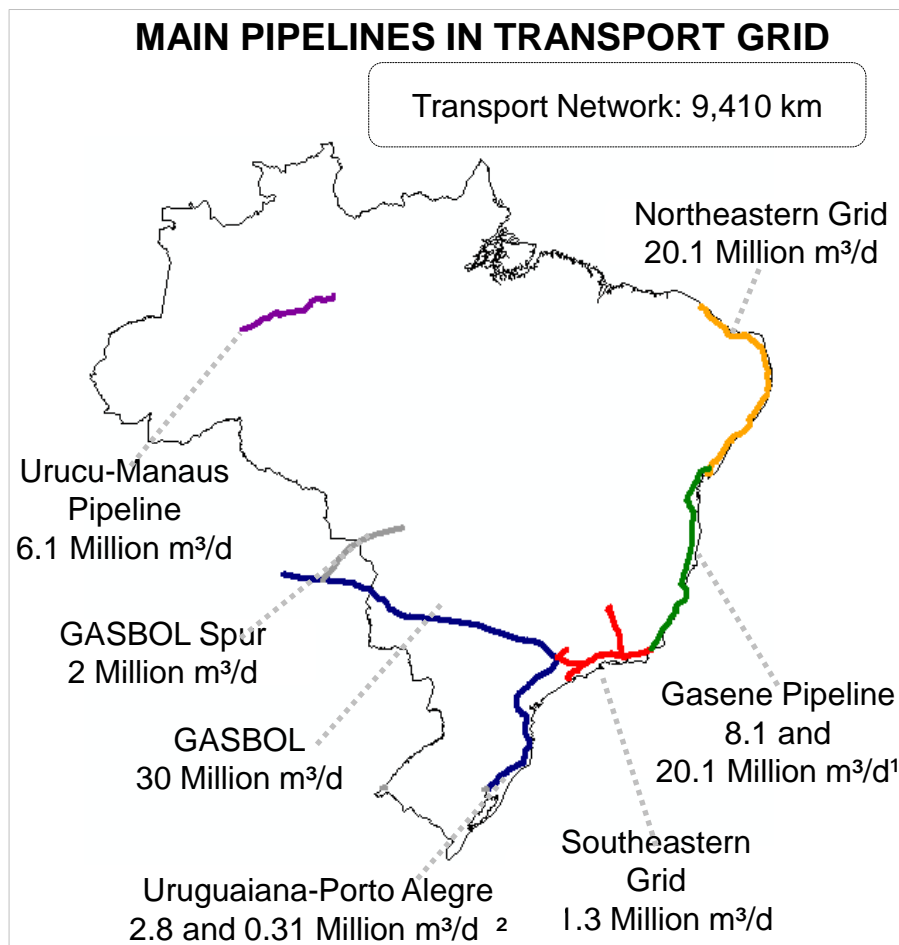 MAIN PIPELINES IN TRANSPORT GRID
Transport Network: 9,410 km
Northeastern Grid
20.1 Million m³/d
Urucu-Manaus
Pipeline
6.1 Million m³/d
GASBOL Spur
2 Million m³/d
GASBOL
30 Million m³/d
Gasene Pipeline
8.1 and
20.1 Million m³/d¹
Southeastern
Grid
Million m³/d
Uruguaiana-Porto Alegre
2.8 and 0.31 Million m³/d ²